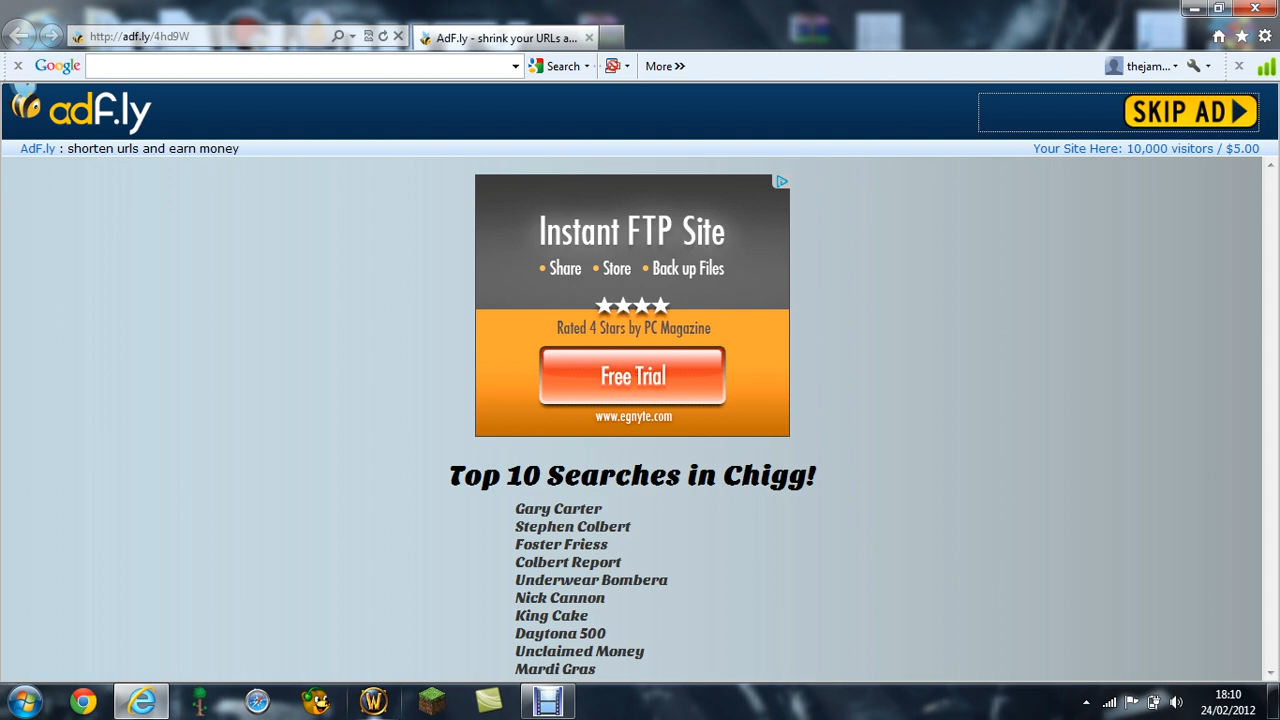 http://adf.ly/4hd9W
AdF.ly - shrink your URLs a...
Google
Search
More »
thejam...
adf.ly
SKIP AD
AdF.ly : shorten urls and earn money
Your Site Here: 10,000 visitors / $5.00
Instant FTP Site
• Share • Store • Back up Files
Rated 4 Stars by PC Magazine
Free Trial
www.egnyte.com
Top 10 Searches in Chigg!
Gary Carter
Stephen Colbert
Foster Friess
Colbert Report
Underwear Bombera
Nick Cannon
King Cake
Daytona 500
Unclaimed Money
Mardi Gras
18:10
24/02/2012